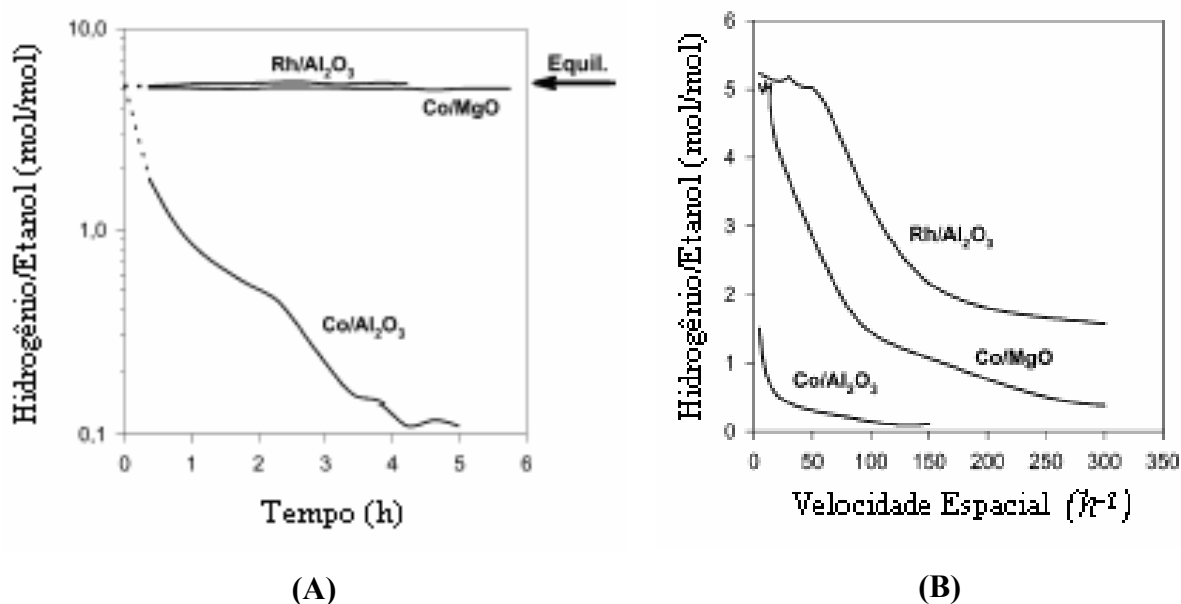 Hidrogênio/Etanol (mol/mol)
10,0
1,0
0,1
Rh/Al₂O₃
Co/MgO
Co/Al₂O₃
Equil.
0 1 2 3 4 5 6
Tempo (h)
(A)
Hidrogênio/Etanol (mol/mol)
6
5
4
3
2
1
0
Rh/Al₂O₃
Co/MgO
Co/Al₂O₃
0 50 100 150 200 250 300 350
Velocidade Espacial (h⁻¹)
(B)